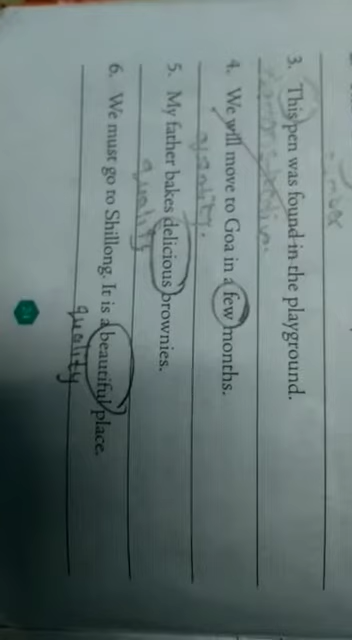 3. This pen was found in the playground.
4. We will move to Goa in a few months.
quality.
5. My father bakes delicious brownies.
quality
6. We must go to Shillong. It is a beautiful place.
quality